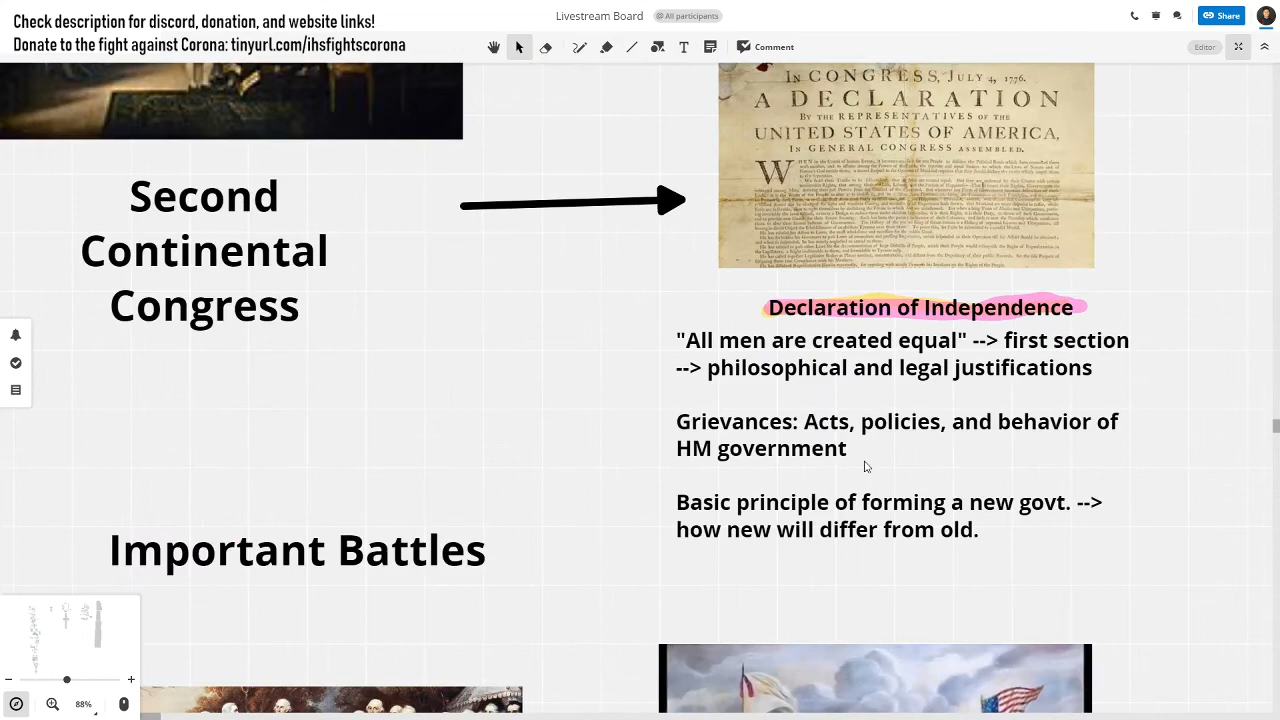 Check description for discord, donation, and website links!
Donate to the fight against Corona: tinyurl.com/ihsfightscorona
Livestream Board
@ All participants
Share
T
Comment
Editor
IN CONGRESS, JULY 4, 1776.
A DECLARATION
BY THE REPRESENTATIVES OF THE
UNITED STATES OF AMERICA,
IN GENERAL CONGRESS ASSEMBLED.
Second
Continental
Congress
Declaration of Independence
"All men are created equal" --> first section
--> philosophical and legal justifications
Grievances: Acts, policies, and behavior of
HM government
Basic principle of forming a new govt. -->
how new will differ from old.
Important Battles
88%